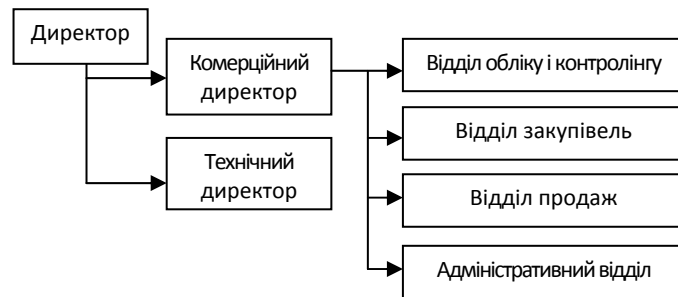 Директор
Комерційний
директор
Технічний
директор
Відділ обліку і контролінгу
Відділ закупівель
Відділ продаж
Адміністративний відділ